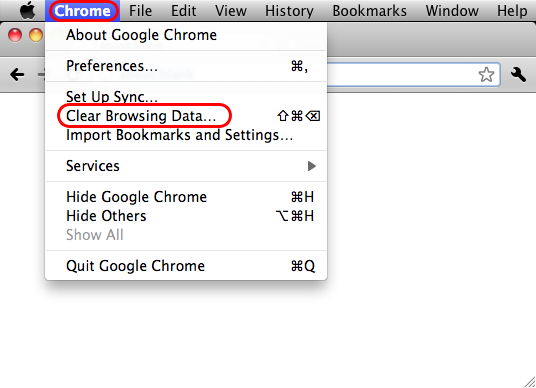 Chrome File Edit View History Bookmarks Window Help
About Google Chrome
Preferences... ⌘,
Set Up Sync...
Clear Browsing Data... ⇧⌘⌫
Import Bookmarks and Settings...
Services ▶
Hide Google Chrome ⌘H
Hide Others ⌥⌘H
Show All
Quit Google Chrome ⌘Q